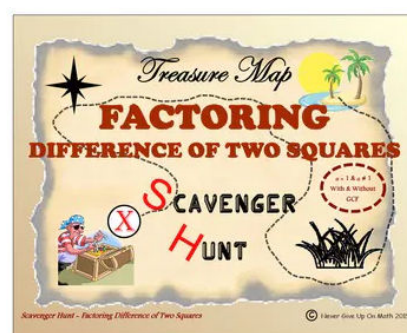 Treasure Map
FACTORING
DIFFERENCE OF TWO SQUARES
a = 1 & a ≠ 1
With & Without
GCF
SCAVENGER
HUNT
X
Scavenger Hunt - Factoring Difference of Two Squares
© Never Give Up On Math